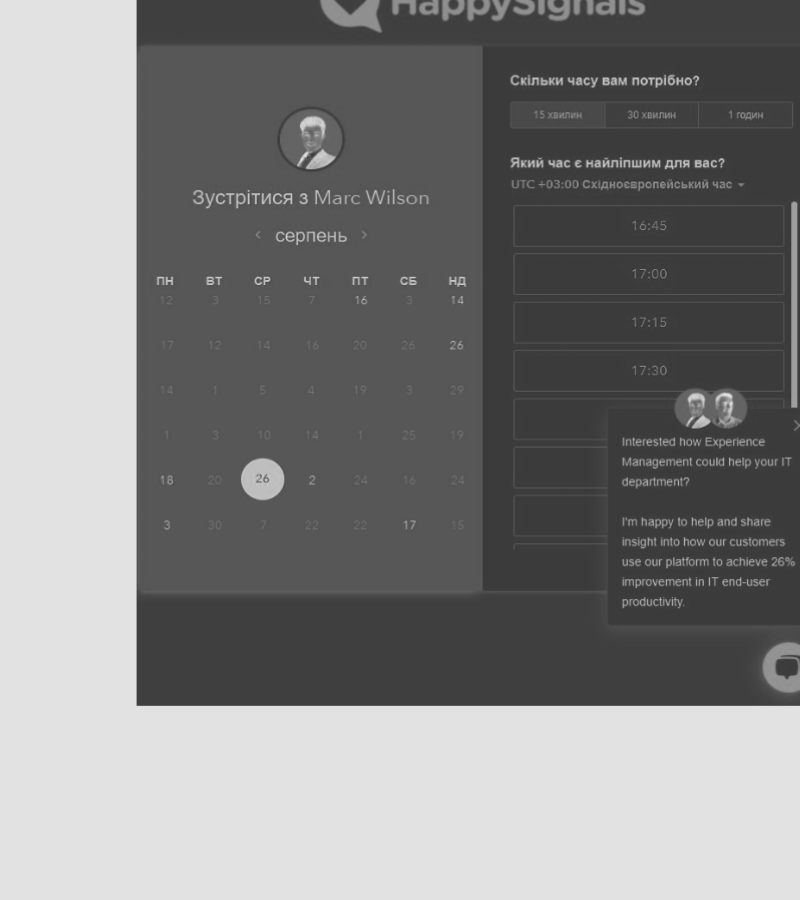 HappySignals
Зустрітися з Marc Wilson
серпень
ПН ВТ СР ЧТ ПТ СБ НД
12 3 15 7 16 3 14
17 12 14 16 20 26 26
14 1 5 4 19 3 29
1 3 10 14 1 25 19
18 20 26 2 24 16 24
3 30 7 22 22 17 15
Скільки часу вам потрібно?
15 хвилин 30 хвилин 1 годин
Який час є найліпшим для вас?
UTC +03:00 Східноєвропейський час
16:45
17:00
17:15
17:30
Interested how Experience
Management could help your IT
department?
I'm happy to help and share
insight into how our customers
use our platform to achieve 26%
improvement in IT end-user
productivity.